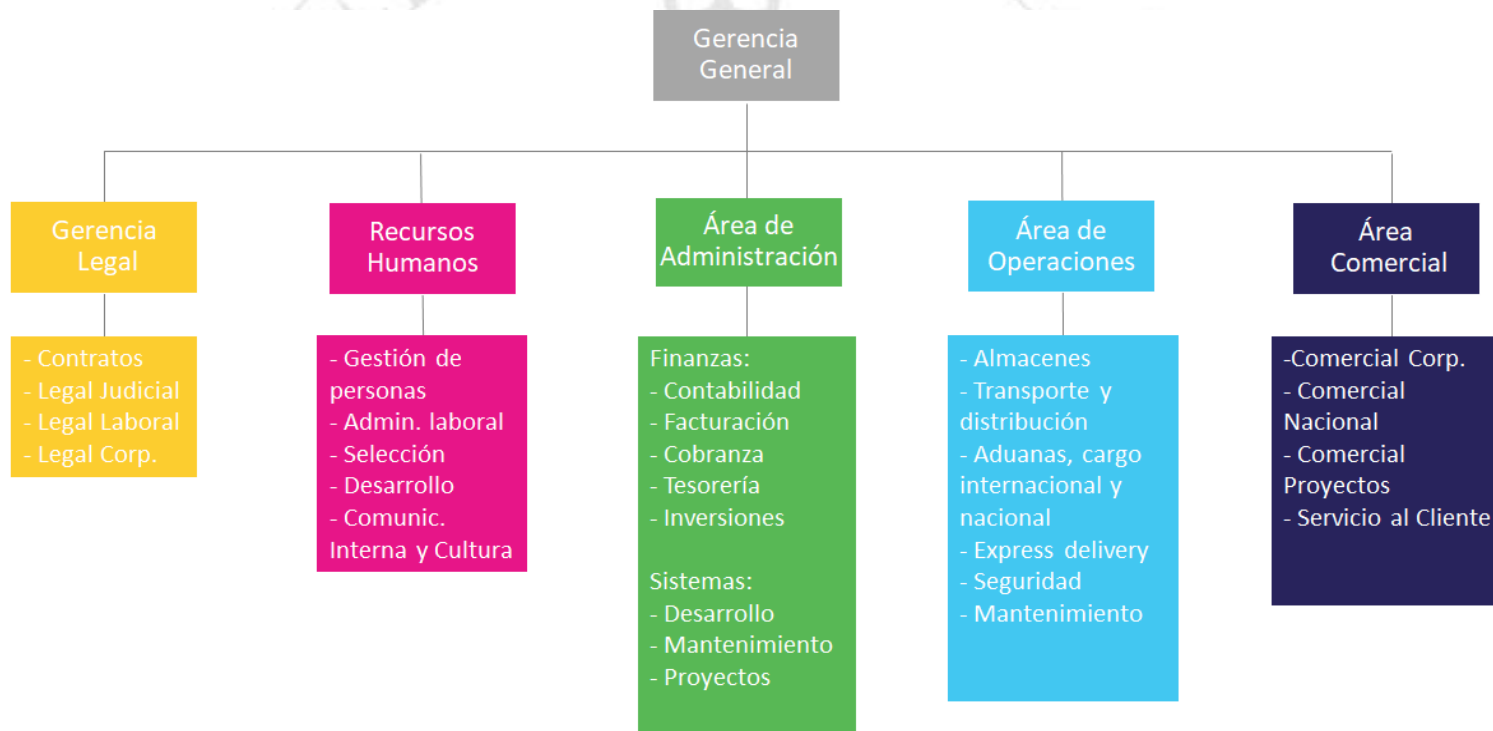 Gerencia
General
Gerencia
Legal
- Contratos
- Legal Judicial
- Legal Laboral
- Legal Corp.
Recursos
Humanos
- Gestión de
personas
- Admin. laboral
- Selección
- Desarrollo
- Comunic.
Interna y Cultura
Área de
Administración
Finanzas:
- Contabilidad
- Facturación
- Cobranza
- Tesorería
- Inversiones
Sistemas:
- Desarrollo
- Mantenimiento
- Proyectos
Área de
Operaciones
- Almacenes
- Transporte y
distribución
- Aduanas, cargo
internacional y
nacional
- Express delivery
- Seguridad
- Mantenimiento
Área
Comercial
-Comercial Corp.
- Comercial
Nacional
- Comercial
Proyectos
- Servicio al Cliente